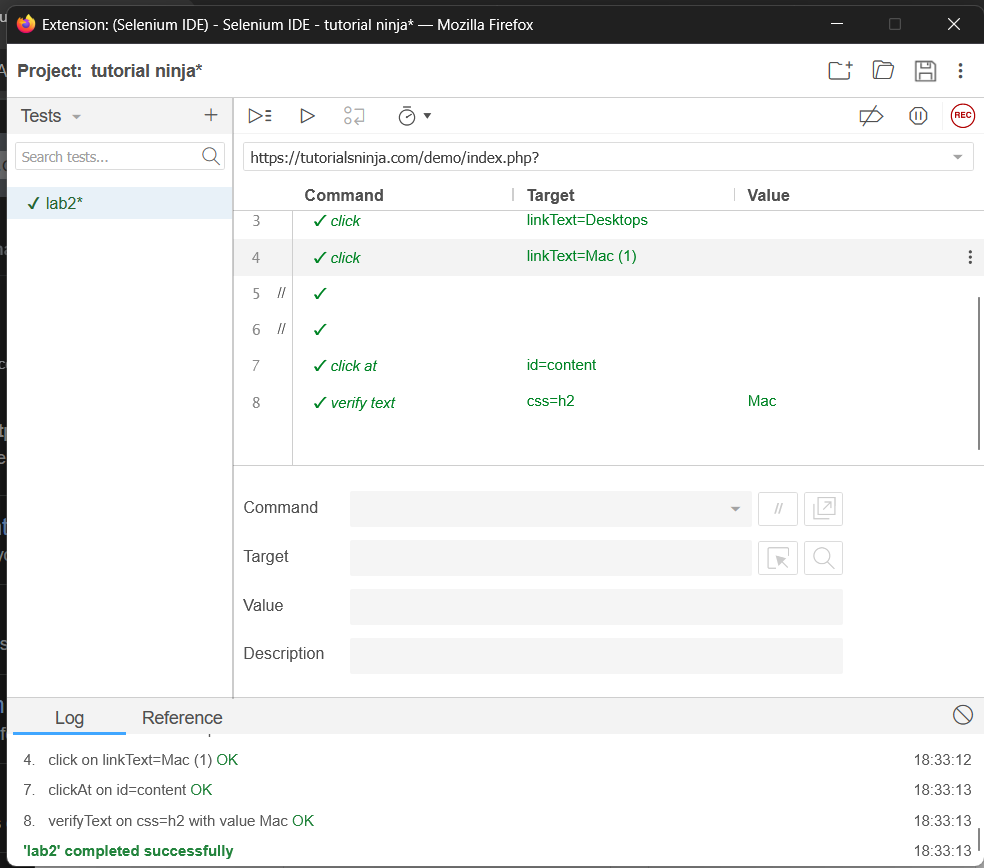 Extension: (Selenium IDE) - Selenium IDE - tutorial ninja* — Mozilla Firefox
Project: tutorial ninja*
Tests
REC
Search tests...
https://tutorialsninja.com/demo/index.php?
lab2*
Command Target Value
3 click linkText=Desktops
4 click linkText=Mac (1)
5 //
6 //
7 click at id=content
8 verify text css=h2 Mac
Command //
Target
Value
Description
Log Reference
4. click on linkText=Mac (1) OK 18:33:12
7. clickAt on id=content OK 18:33:13
8. verifyText on css=h2 with value Mac OK 18:33:13
'lab2' completed successfully 18:33:13